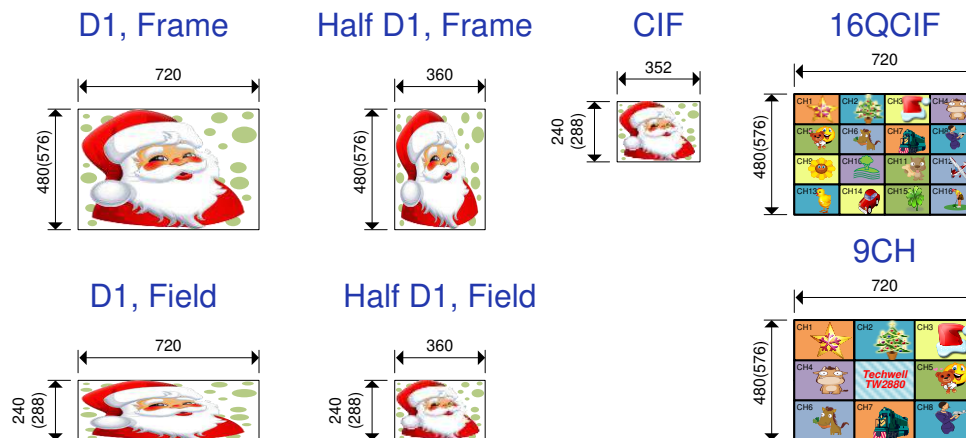 D1, Frame
Half D1, Frame
CIF
16QCIF
720
360
352
720
480(576)
480(576)
240
(288)
480(576)
CH1 CH2 CH3 CH4
CH5 CH6 CH7 CH8
CH9 CH10 CH11 CH12
CH13 CH14 CH15 CH16
9CH
D1, Field
Half D1, Field
720
720
360
240
(288)
240
(288)
480(576)
CH1 CH2 CH3
CH4 Techwell CH5
TW2880
CH6 CH7 CH8